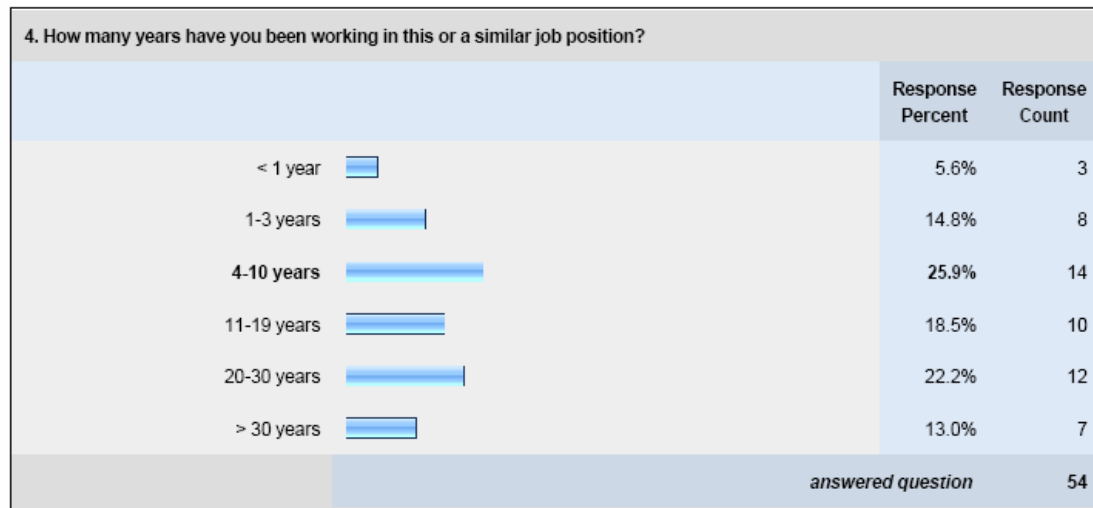 4. How many years have you been working in this or a similar job position?
Response Percent Response Count
< 1 year 5.6% 3
1-3 years 14.8% 8
4-10 years 25.9% 14
11-19 years 18.5% 10
20-30 years 22.2% 12
> 30 years 13.0% 7
answered question 54